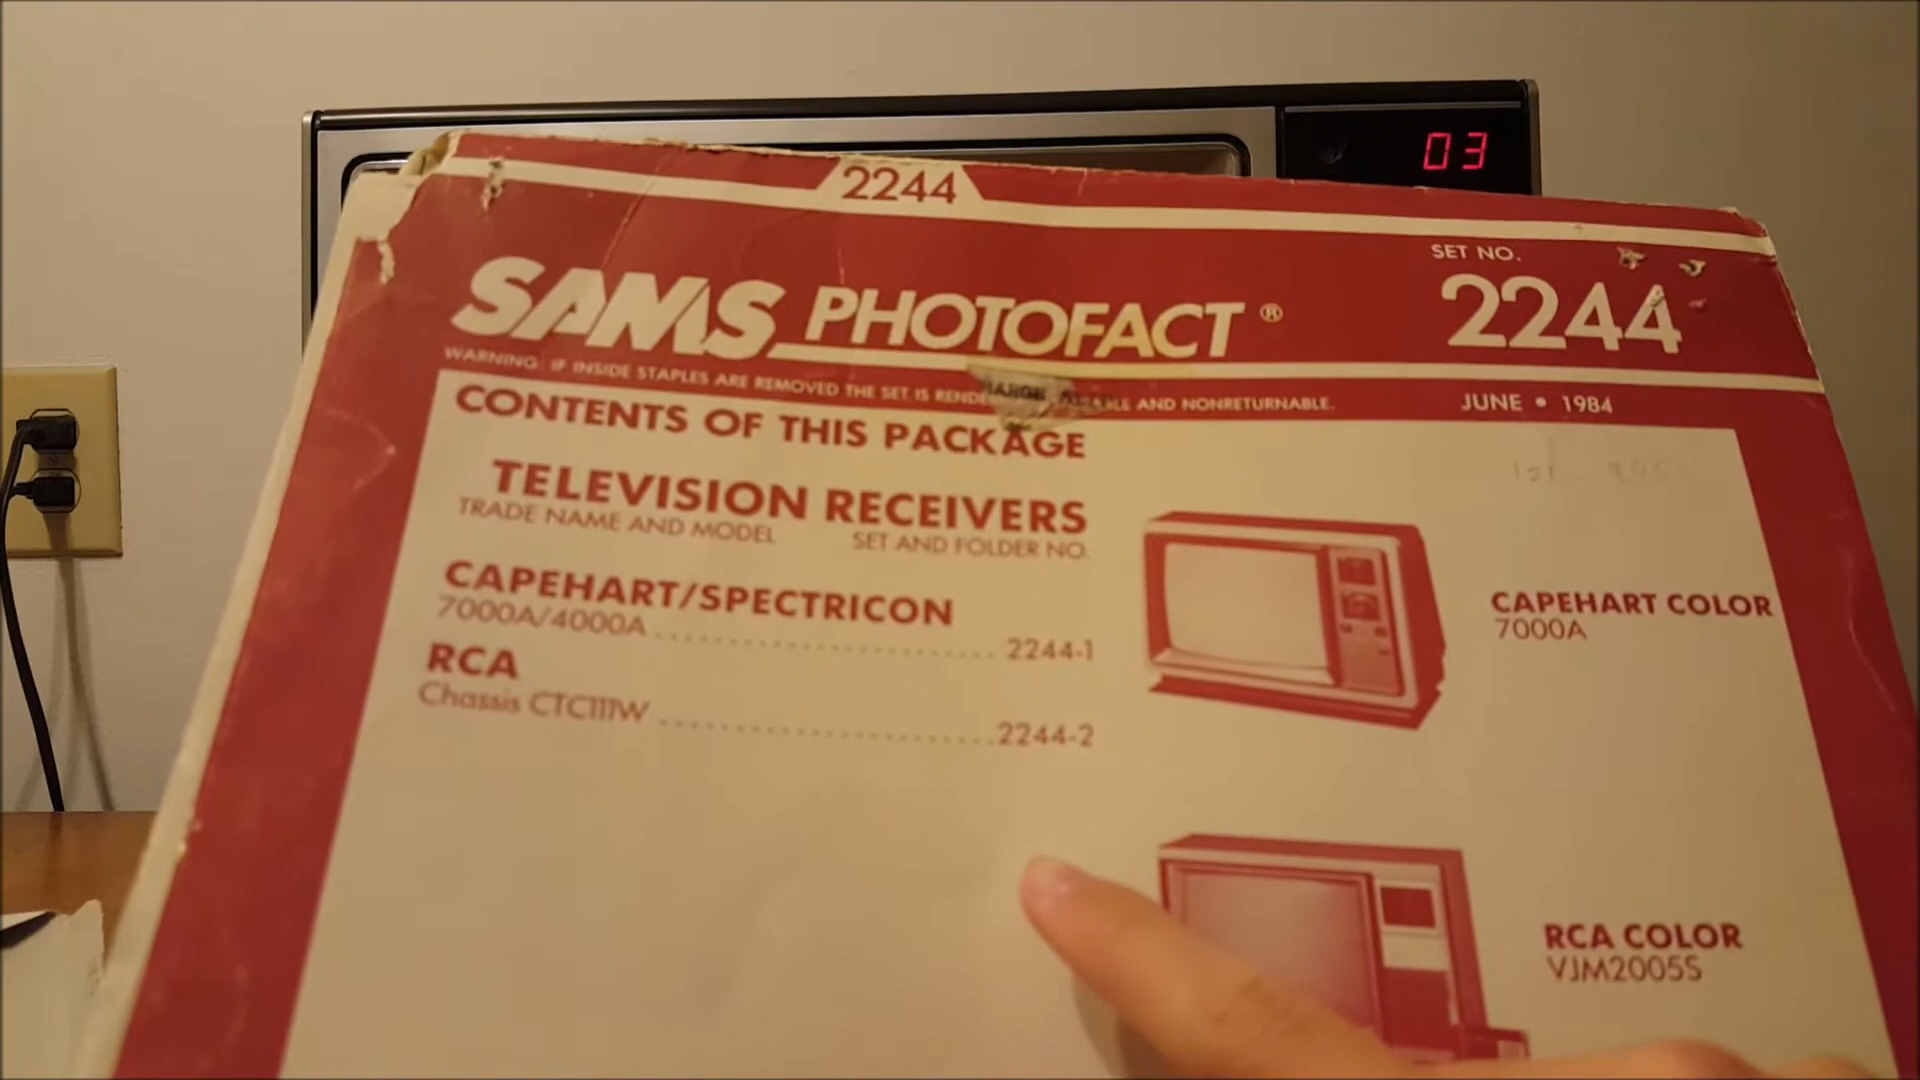 03
2244
SET NO.
SAMS PHOTOFACT ®
2244
WARNING: IF INSIDE STAPLES ARE REMOVED THE SET IS AND NONRETURNABLE.
JUNE • 1984
CONTENTS OF THIS PACKAGE
TELEVISION RECEIVERS
TRADE NAME AND MODEL SET AND FOLDER NO.
CAPEHART/SPECTRICON
7000A/4000A ........................ 2244-1
RCA
Chassis CTC111W ........................ 2244-2
CAPEHART COLOR
7000A
RCA COLOR
VJM2005S